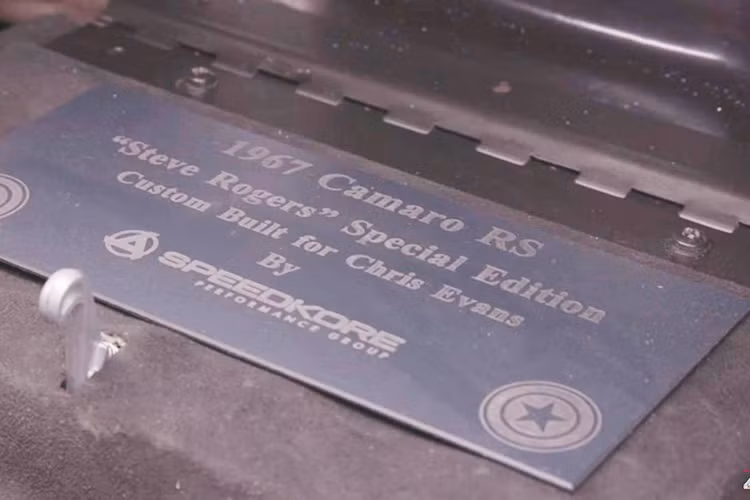 1967 Camaro RS
“Steve Rogers” Special Edition
Custom Built for Chris Evans
By
SPEEDKORE
PERFORMANCE GROUP